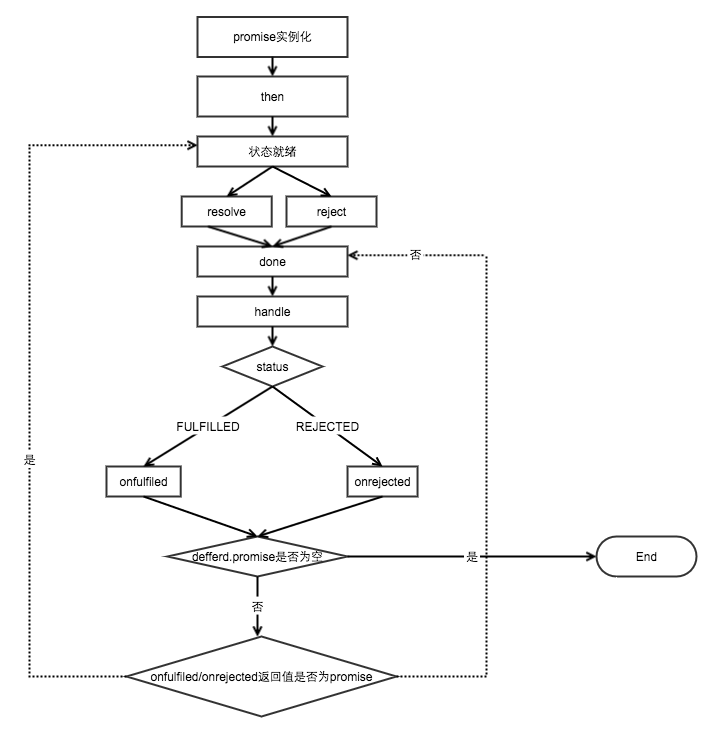 promise实例化
then
状态就绪
resolve
reject
done
否
handle
status
FULFILLED
REJECTED
是
onfulfiled
onrejected
defferd.promise是否为空
是
End
否
onfulfiled/onrejected返回值是否为promise